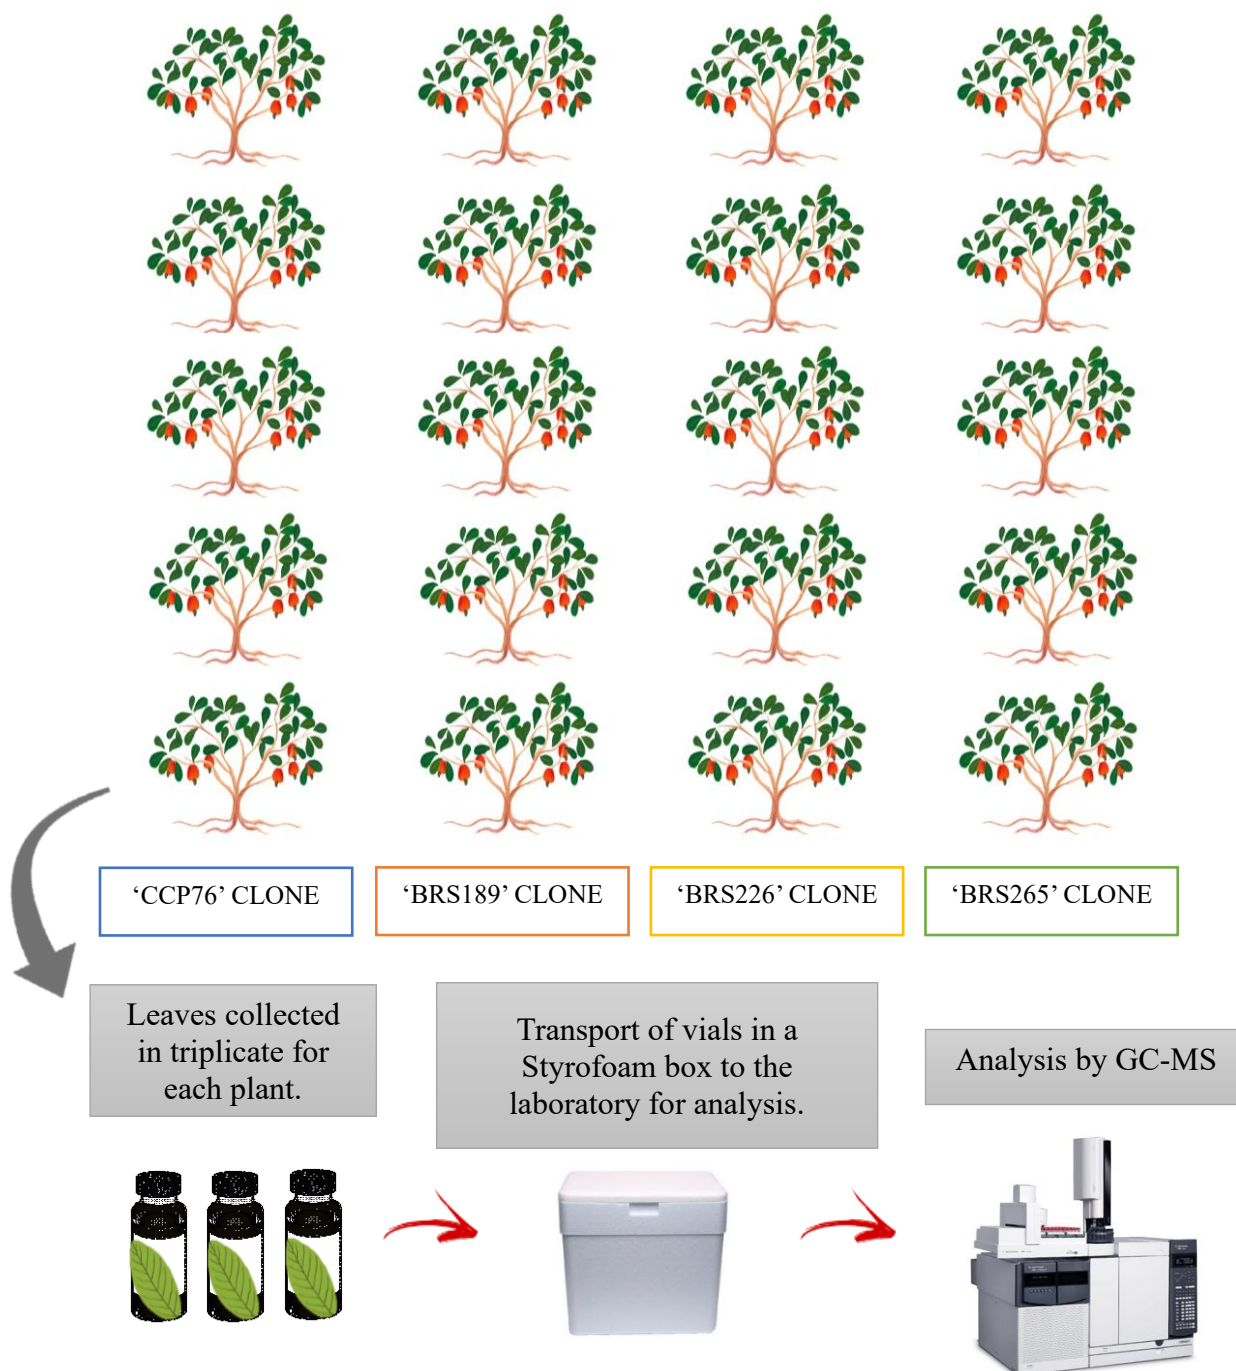 ‘CCP76’ CLONE
‘BRS189’ CLONE
‘BRS226’ CLONE
‘BRS265’ CLONE
Leaves collected
in triplicate for
each plant.
Transport of vials in a
Styrofoam box to the
laboratory for analysis.
Analysis by GC-MS